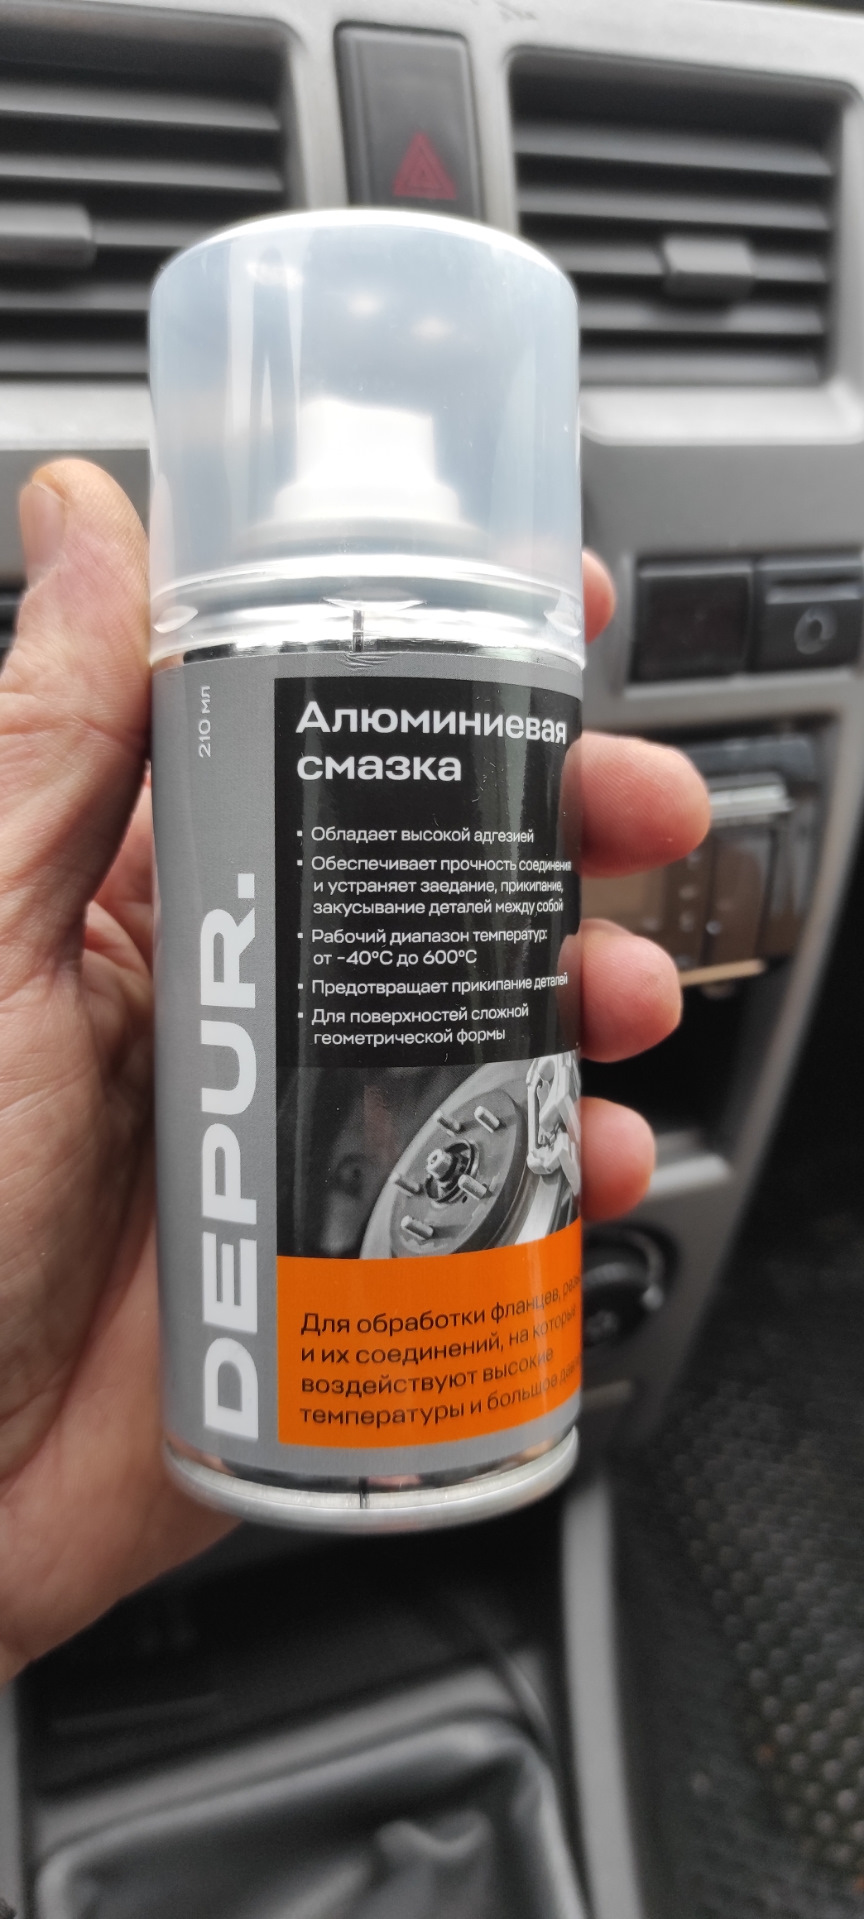 210 мл
DEPUR.
Алюминиевая
смазка
▪ Обладает высокой адгезией
▪ Обеспечивает прочность соединения
и устраняет заедание, прикипание,
закусывание деталей между собой
▪ Рабочий диапазон температур:
от -40°C до 600°C
▪ Предотвращает прикипание деталей
▪ Для поверхностей сложной
геометрической формы
Для обработки фланцев,
и их соединений, на которые
воздействуют высокие
температуры и большое